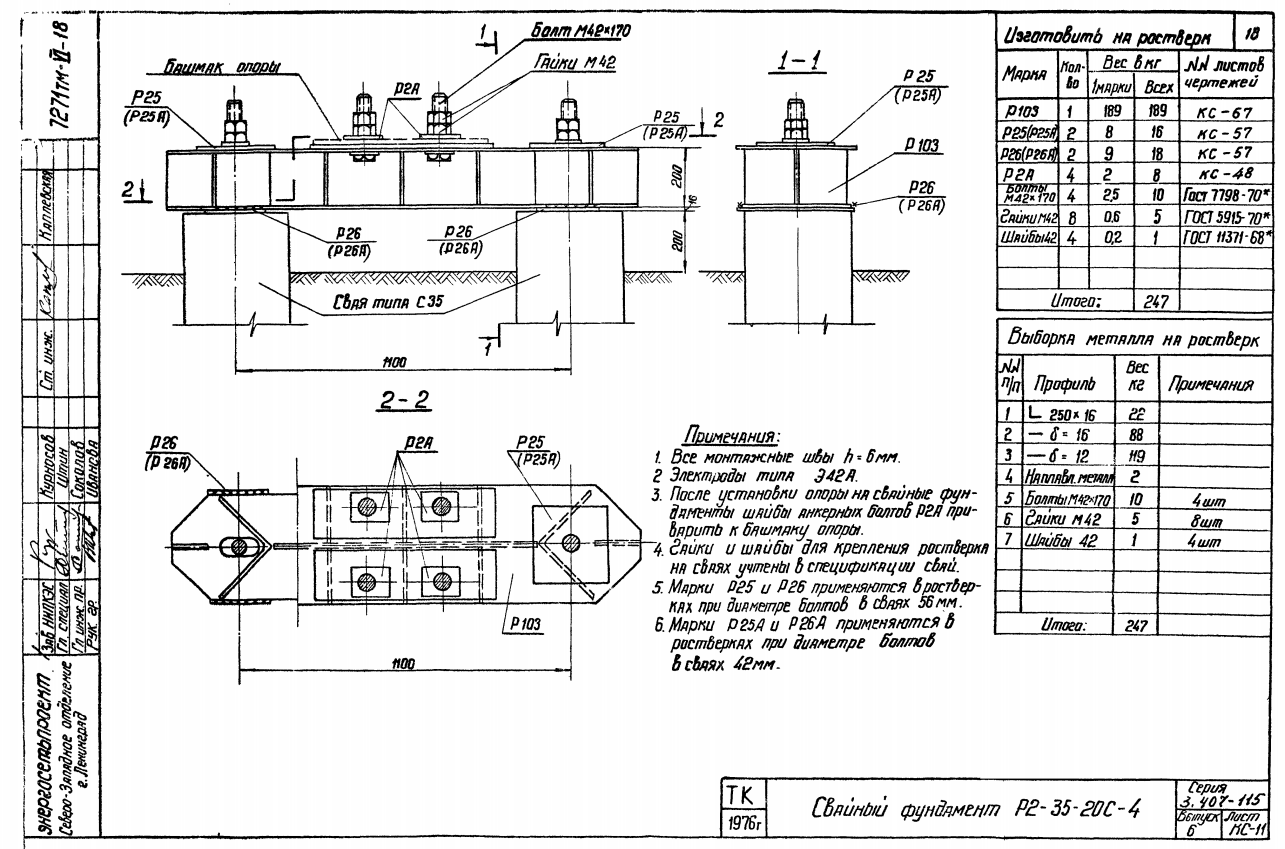 7271тм-VI-18
1
Болт М42×170
Гайки М42
Башмак опоры
Р2А
Р25
(Р25А)
Р25
(Р25А)
2
2
200
16
200
Р26
(Р26А)
Р26
(Р26А)
Свая типа С35
1
1100
1-1
Р25
(Р25А)
Р103
Р26
(Р26А)
2-2
Р26
(Р26А)
Р2А
Р25
(Р25А)
Р103
1100
Примечания:
1. Все монтажные швы h=6мм.
2 Электроды типа Э42А.
3. После установки опоры на свайные фун-
даменты шайбы анкерных болтов Р2А при-
варить к башмаку опоры.
4. Гайки и шайбы для крепления ростверка
на сваях учтены в спецификации свай.
5. Марки Р25 и Р26 применяются в роствер-
ках при диаметре болтов в сваях 56мм.
6. Марки Р25А и Р26А применяются в
ростверках при диаметре болтов
в сваях 42мм.
Изготовить на ростверк 18
Марка Кол-во Вес в кг 1марки Всех NN листов чертежей
Р103 1 189 189 КС-67
Р25(Р25А) 2 8 16 КС-57
Р26(Р26А) 2 9 18 КС-57
Р2А 4 2 8 КС-48
Болты М42×170 4 2,5 10 Гост 7798-70*
Гайки М42 8 0,6 5 ГОСТ 5915-70*
Шайбы42 4 0,2 1 ГОСТ 11371-68*
Итого: 247
Выборка металла на ростверк
NN п/п Профиль Вес кг Примечания
1 L 250×16 22
2 — δ=16 88
3 — δ=12 119
4 Наплавл. металл 2
5 Болты М42×170 10 4шт
6 Гайки М42 5 8шт
7 Шайбы 42 1 4шт
Итого: 247
Ст. инж. Каплевская
Зав НИЛКЭС Курносов
Гл. специал Штин
Гл инж пр. Соколов
Рук. гр. Иванова
Энергосетьпроект
Северо-Западное отделение
г. Ленинград
ТК
1976г
Свайный фундамент Р2-35-20С-4
Серия
3.407-115
Выпуск Лист
6 КС-11